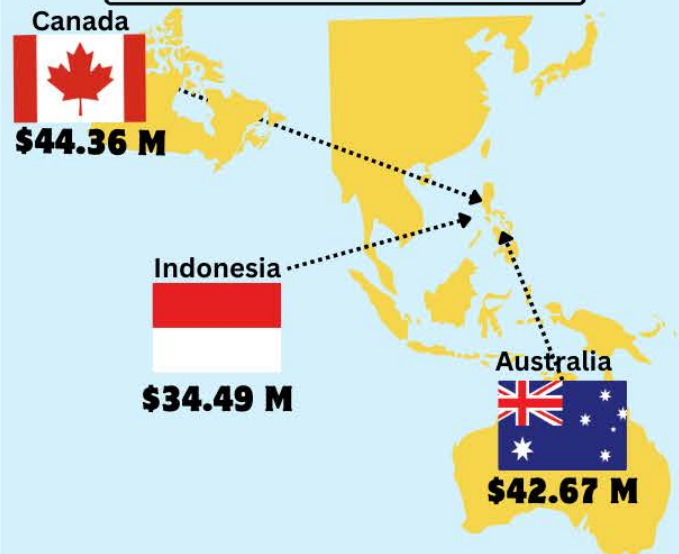 Canada
$44.36 M
Indonesia
$34.49 M
Australia
$42.67 M